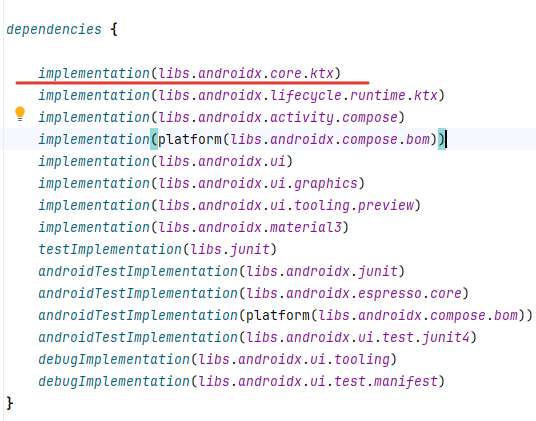 dependencies {
implementation(libs.androidx.core.ktx)
implementation(libs.androidx.lifecycle.runtime.ktx)
implementation(libs.androidx.activity.compose)
implementation(platform(libs.androidx.compose.bom))
implementation(libs.androidx.ui)
implementation(libs.androidx.ui.graphics)
implementation(libs.androidx.ui.tooling.preview)
implementation(libs.androidx.material3)
testImplementation(libs.junit)
androidTestImplementation(libs.androidx.junit)
androidTestImplementation(libs.androidx.espresso.core)
androidTestImplementation(platform(libs.androidx.compose.bom))
androidTestImplementation(libs.androidx.ui.test.junit4)
debugImplementation(libs.androidx.ui.tooling)
debugImplementation(libs.androidx.ui.test.manifest)
}